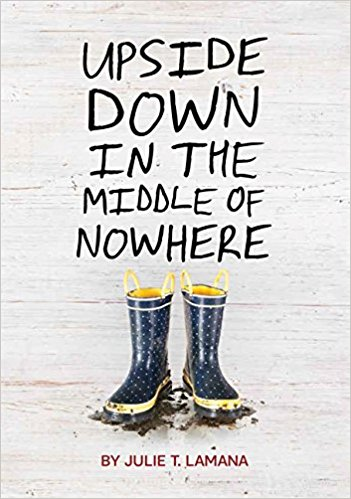 UPSIDE
DOWN
IN THE
MIDDLE OF
NOWHERE
BY JULIE T. LAMANA